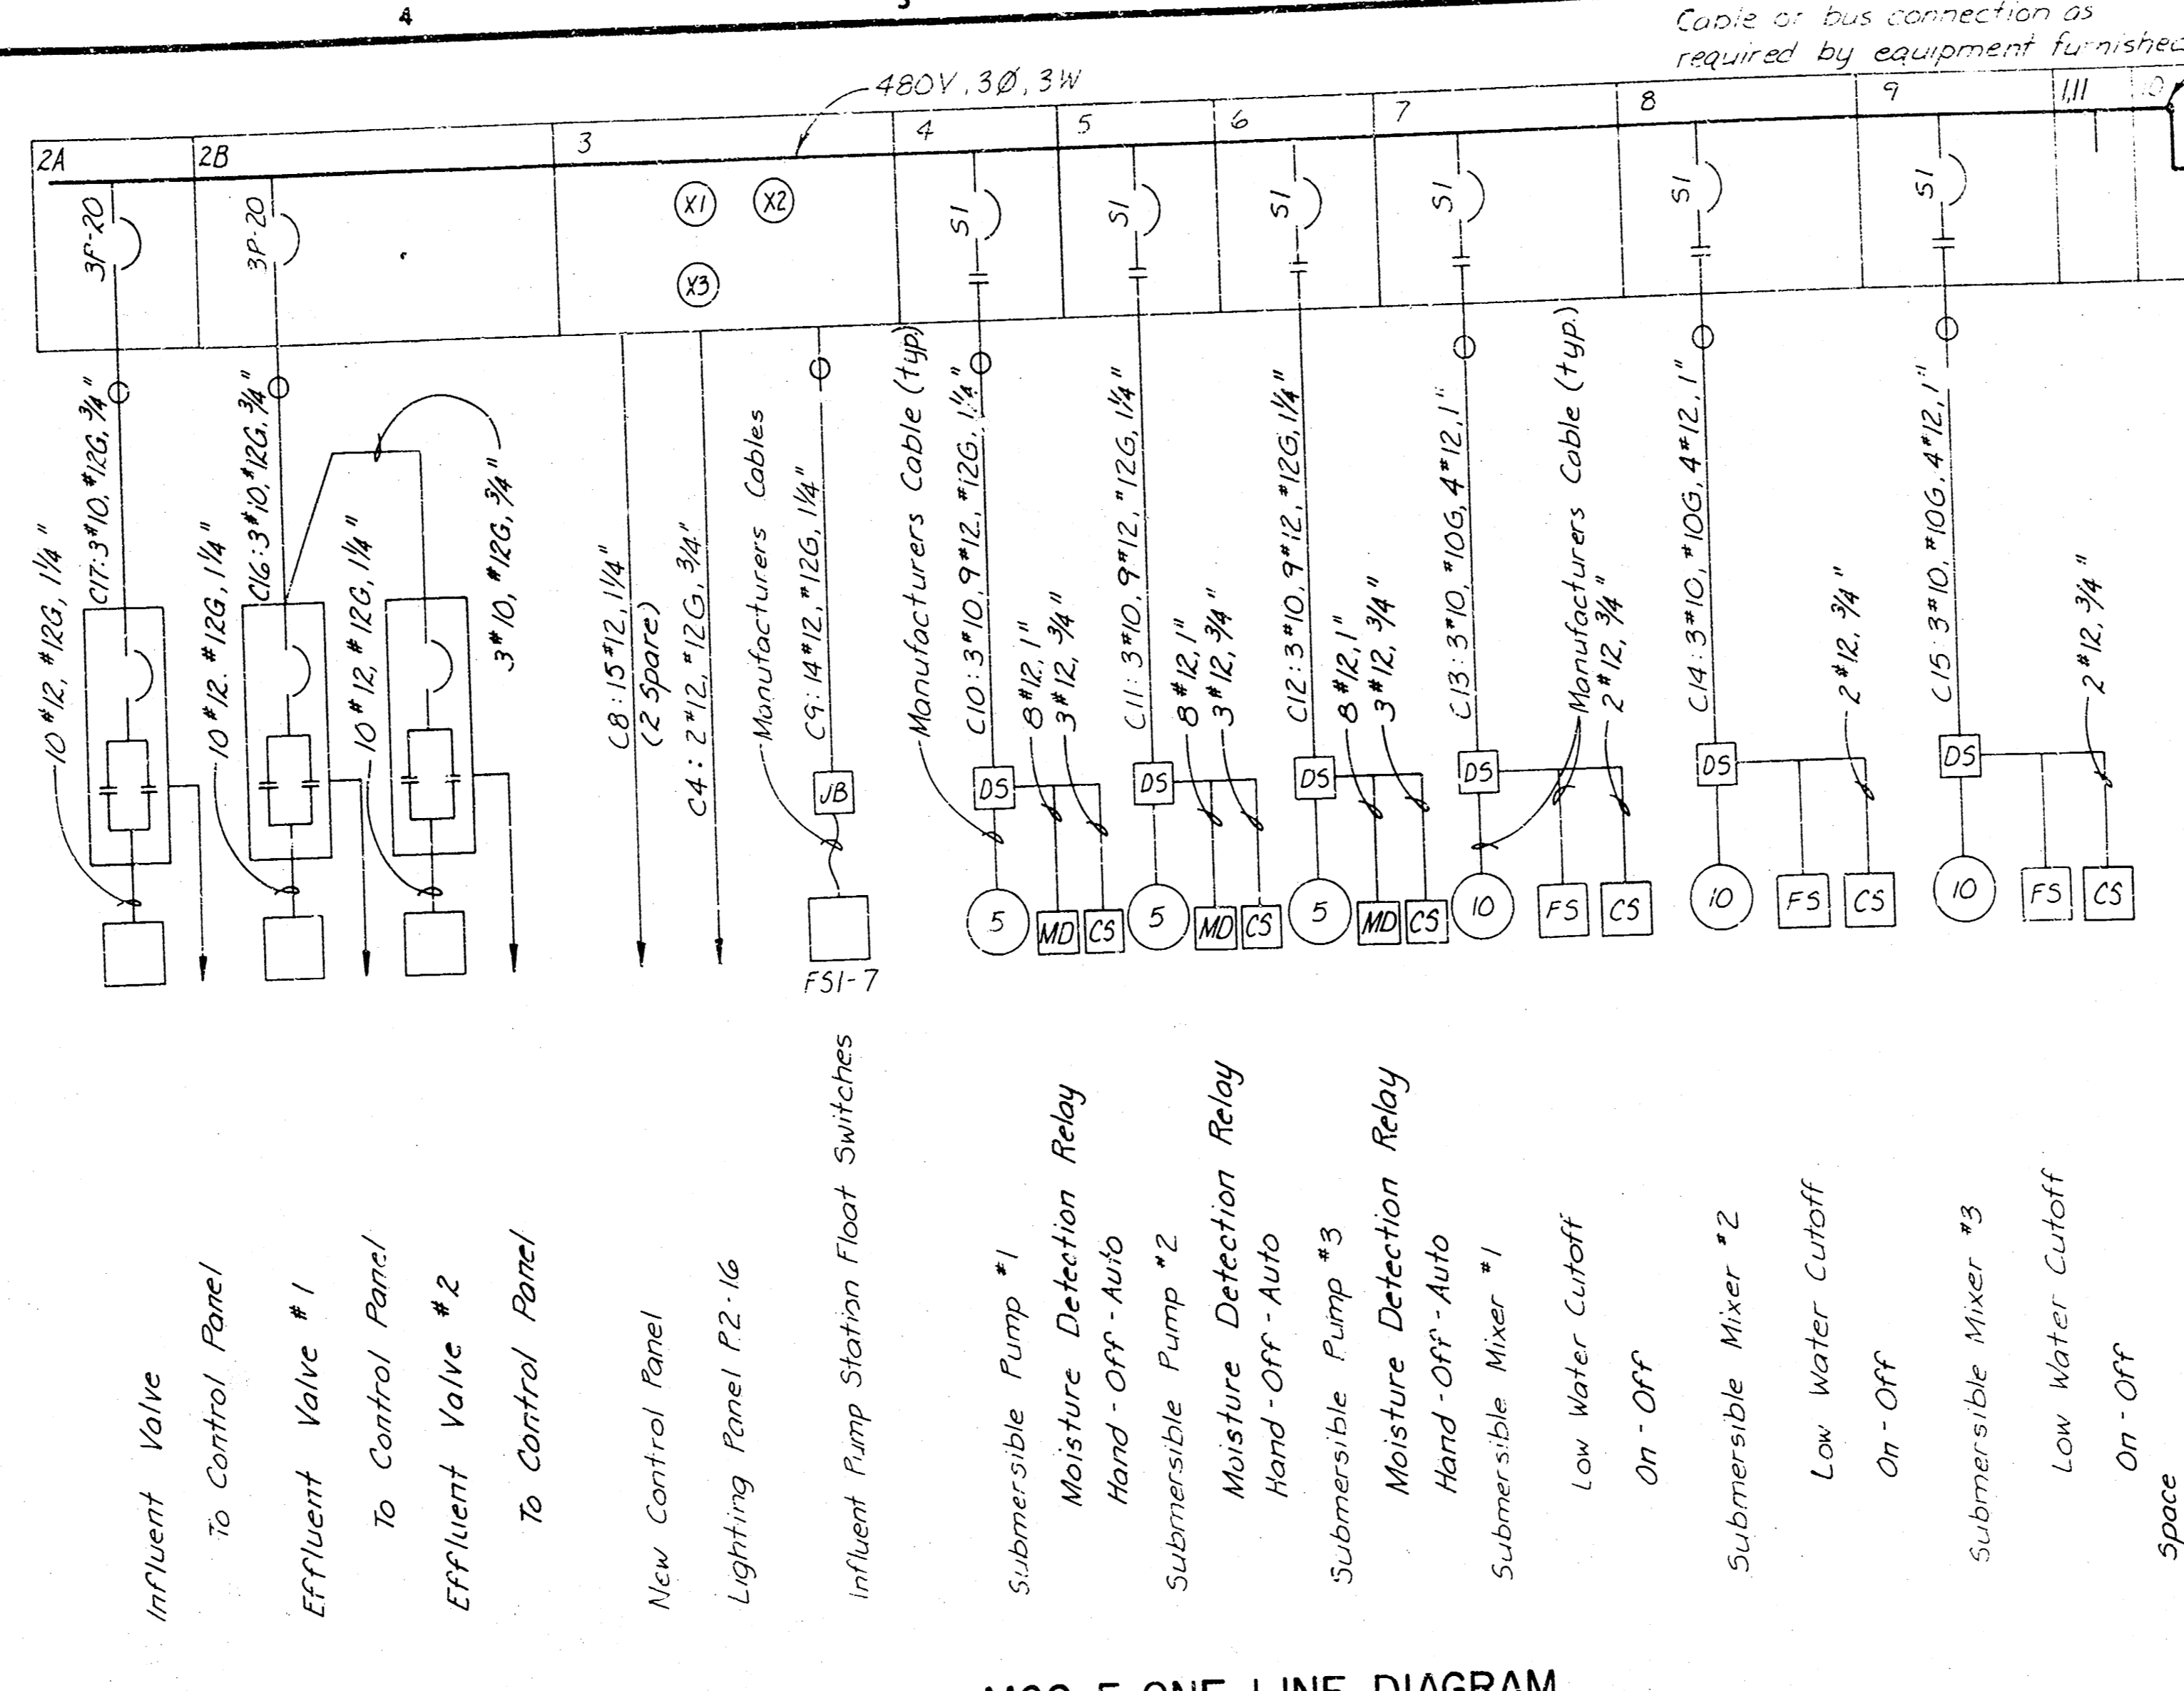 4
Cable or bus connection as
required by equipment furnished
480V, 3Ø, 3W
2A
2B
3
4
5
6
7
8
9
1,11
10
3P-20
3P-20
X1
X2
X3
S1
S1
S1
S1
S1
S1
10 #12, #12G, 1¼"
C17: 3#10, #12G, ¾"
10 #12, #12G, 1¼"
C16: 3#10, #12G, ¾"
10 #12, #12G, 1¼"
3#10, #12G, ¾"
C8: 15#12, 1¼"
(2 Spare)
C4: 2#12, #12G, ¾"
Manufacturers Cables
C9: 14#12, #12G, 1¼"
Manufacturers Cable (typ.)
C10: 3#10, 9#12, #12G, 1¼"
8#12, 1"
3#12, ¾"
C11: 3#10, 9#12, #12G, 1¼"
8#12, 1"
3#12, ¾"
C12: 3#10, 9#12, #12G, 1¼"
8#12, 1"
3#12, ¾"
C13: 3#10, #10G, 4#12, 1"
Manufacturers Cable (typ.)
2#12, ¾"
C14: 3#10, #10G, 4#12, 1"
2#12, ¾"
C15: 3#10, #10G, 4#12, 1"
2#12, ¾"
JB
DS
DS
DS
DS
DS
DS
FS1-7
5
MD
CS
5
MD
CS
5
MD
CS
10
FS
CS
10
FS
CS
10
FS
CS
Influent Valve
To Control Panel
Effluent Valve #1
To Control Panel
Effluent Valve #2
To Control Panel
New Control Panel
Lighting Panel P2-16
Influent Pump Station Float Switches
Submersible Pump #1
Moisture Detection Relay
Hand-Off-Auto
Submersible Pump #2
Moisture Detection Relay
Hand-Off-Auto
Submersible Pump #3
Moisture Detection Relay
Hand-Off-Auto
Submersible Mixer #1
Low Water Cutoff
On-Off
Submersible Mixer #2
Low Water Cutoff
On-Off
Submersible Mixer #3
Low Water Cutoff
On-Off
Space
ONE-LINE DIAGRAM